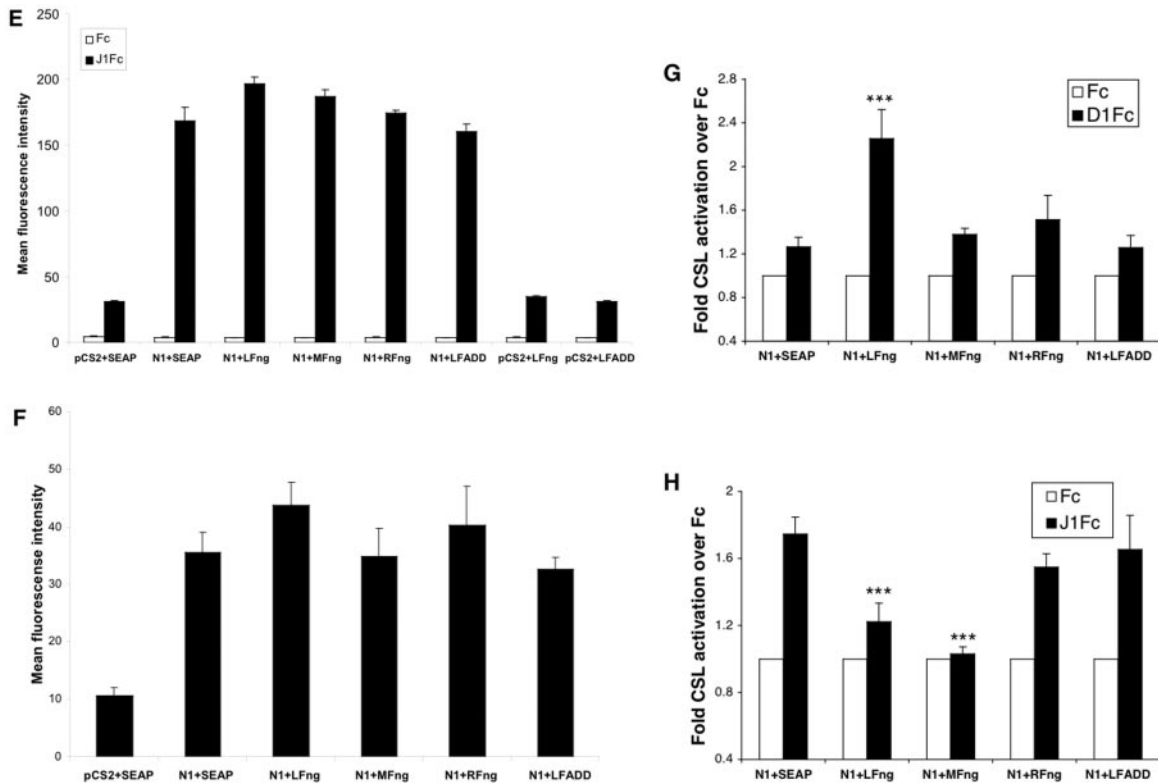 E
Mean fluorescence intensity
250
200
150
100
50
0
Fc
J1Fc
pCS2+SEAP N1+SEAP N1+LFng N1+MFng N1+RFng N1+LFADD pCS2+LFng pCS2+LFADD
F
Mean fluorescense intensity
60
50
40
30
20
10
0
pCS2+SEAP N1+SEAP N1+LFng N1+MFng N1+RFng N1+LFADD
G
Fold CSL activation over Fc
2.8
2.4
2
1.6
1.2
0.8
0.4
***
Fc
D1Fc
N1+SEAP N1+LFng N1+MFng N1+RFng N1+LFADD
H
Fold CSL activation over Fc
2
1.6
1.2
0.8
0.4
***
***
Fc
J1Fc
N1+SEAP N1+LFng N1+MFng N1+RFng N1+LFADD